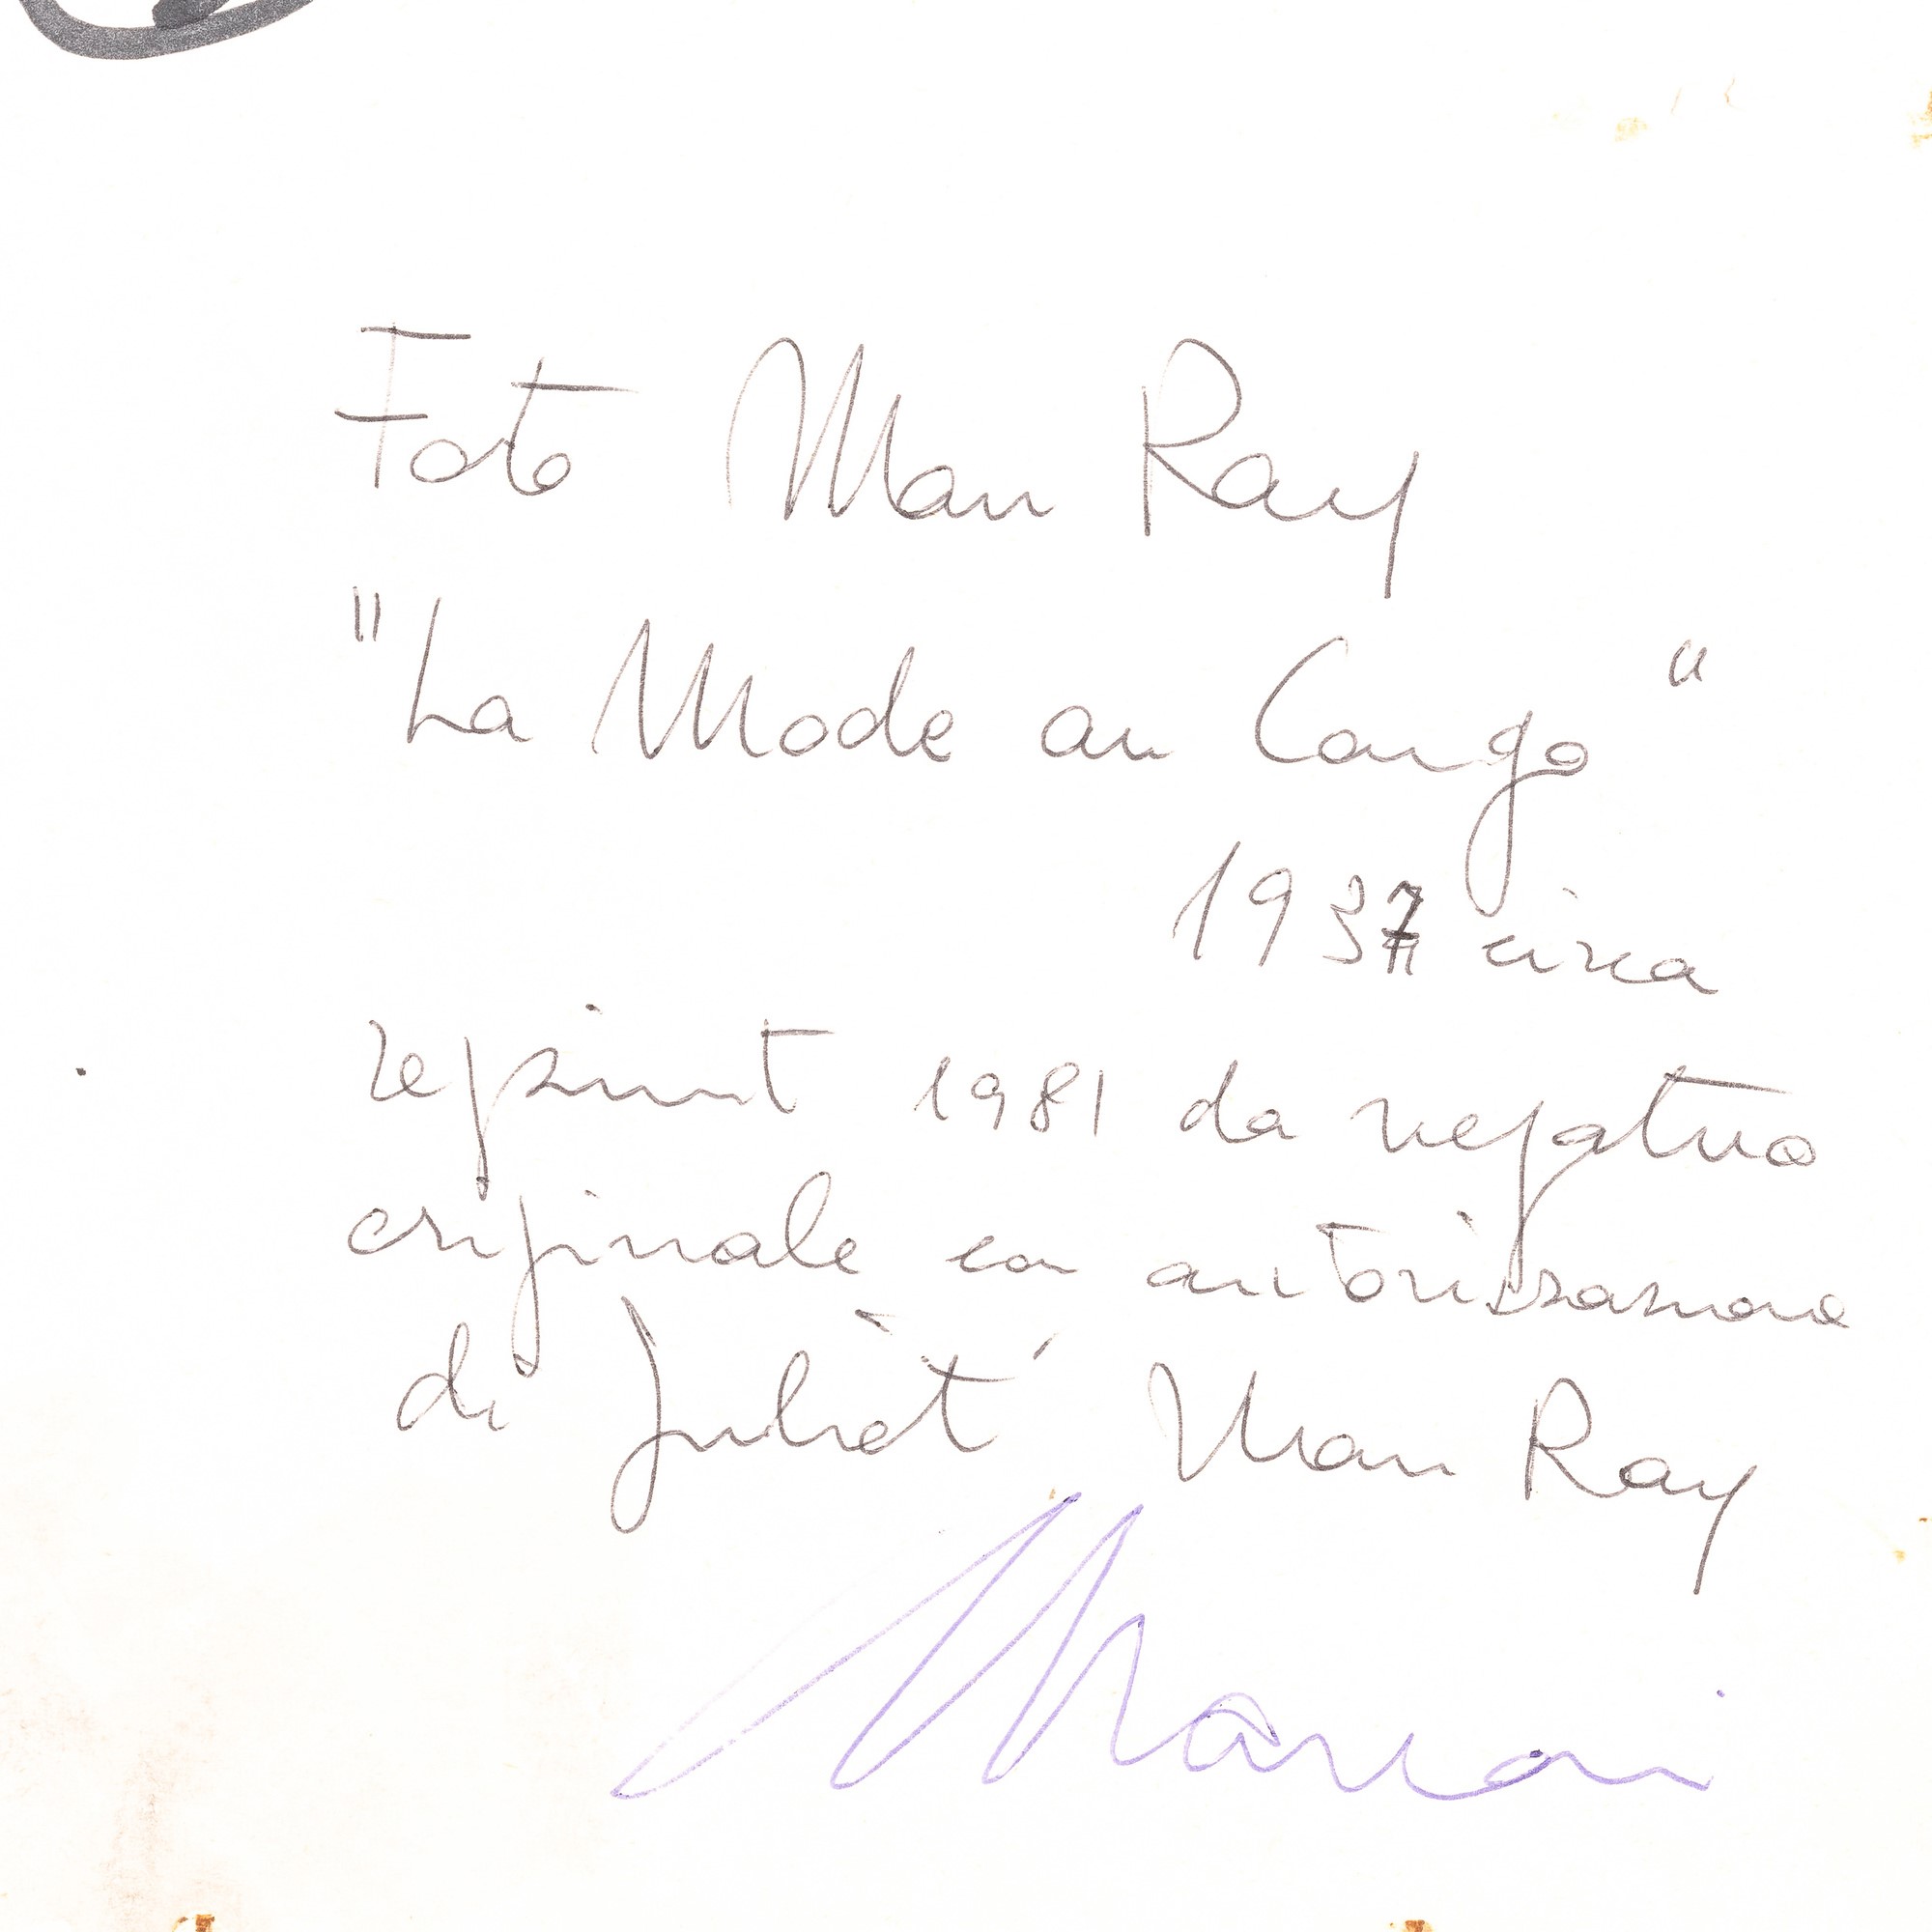 Foto Man Ray
"La Mode au Congo"
1937 circa
reprint 1981 da negativo
originale con autorizzazione
di Juliet Man Ray